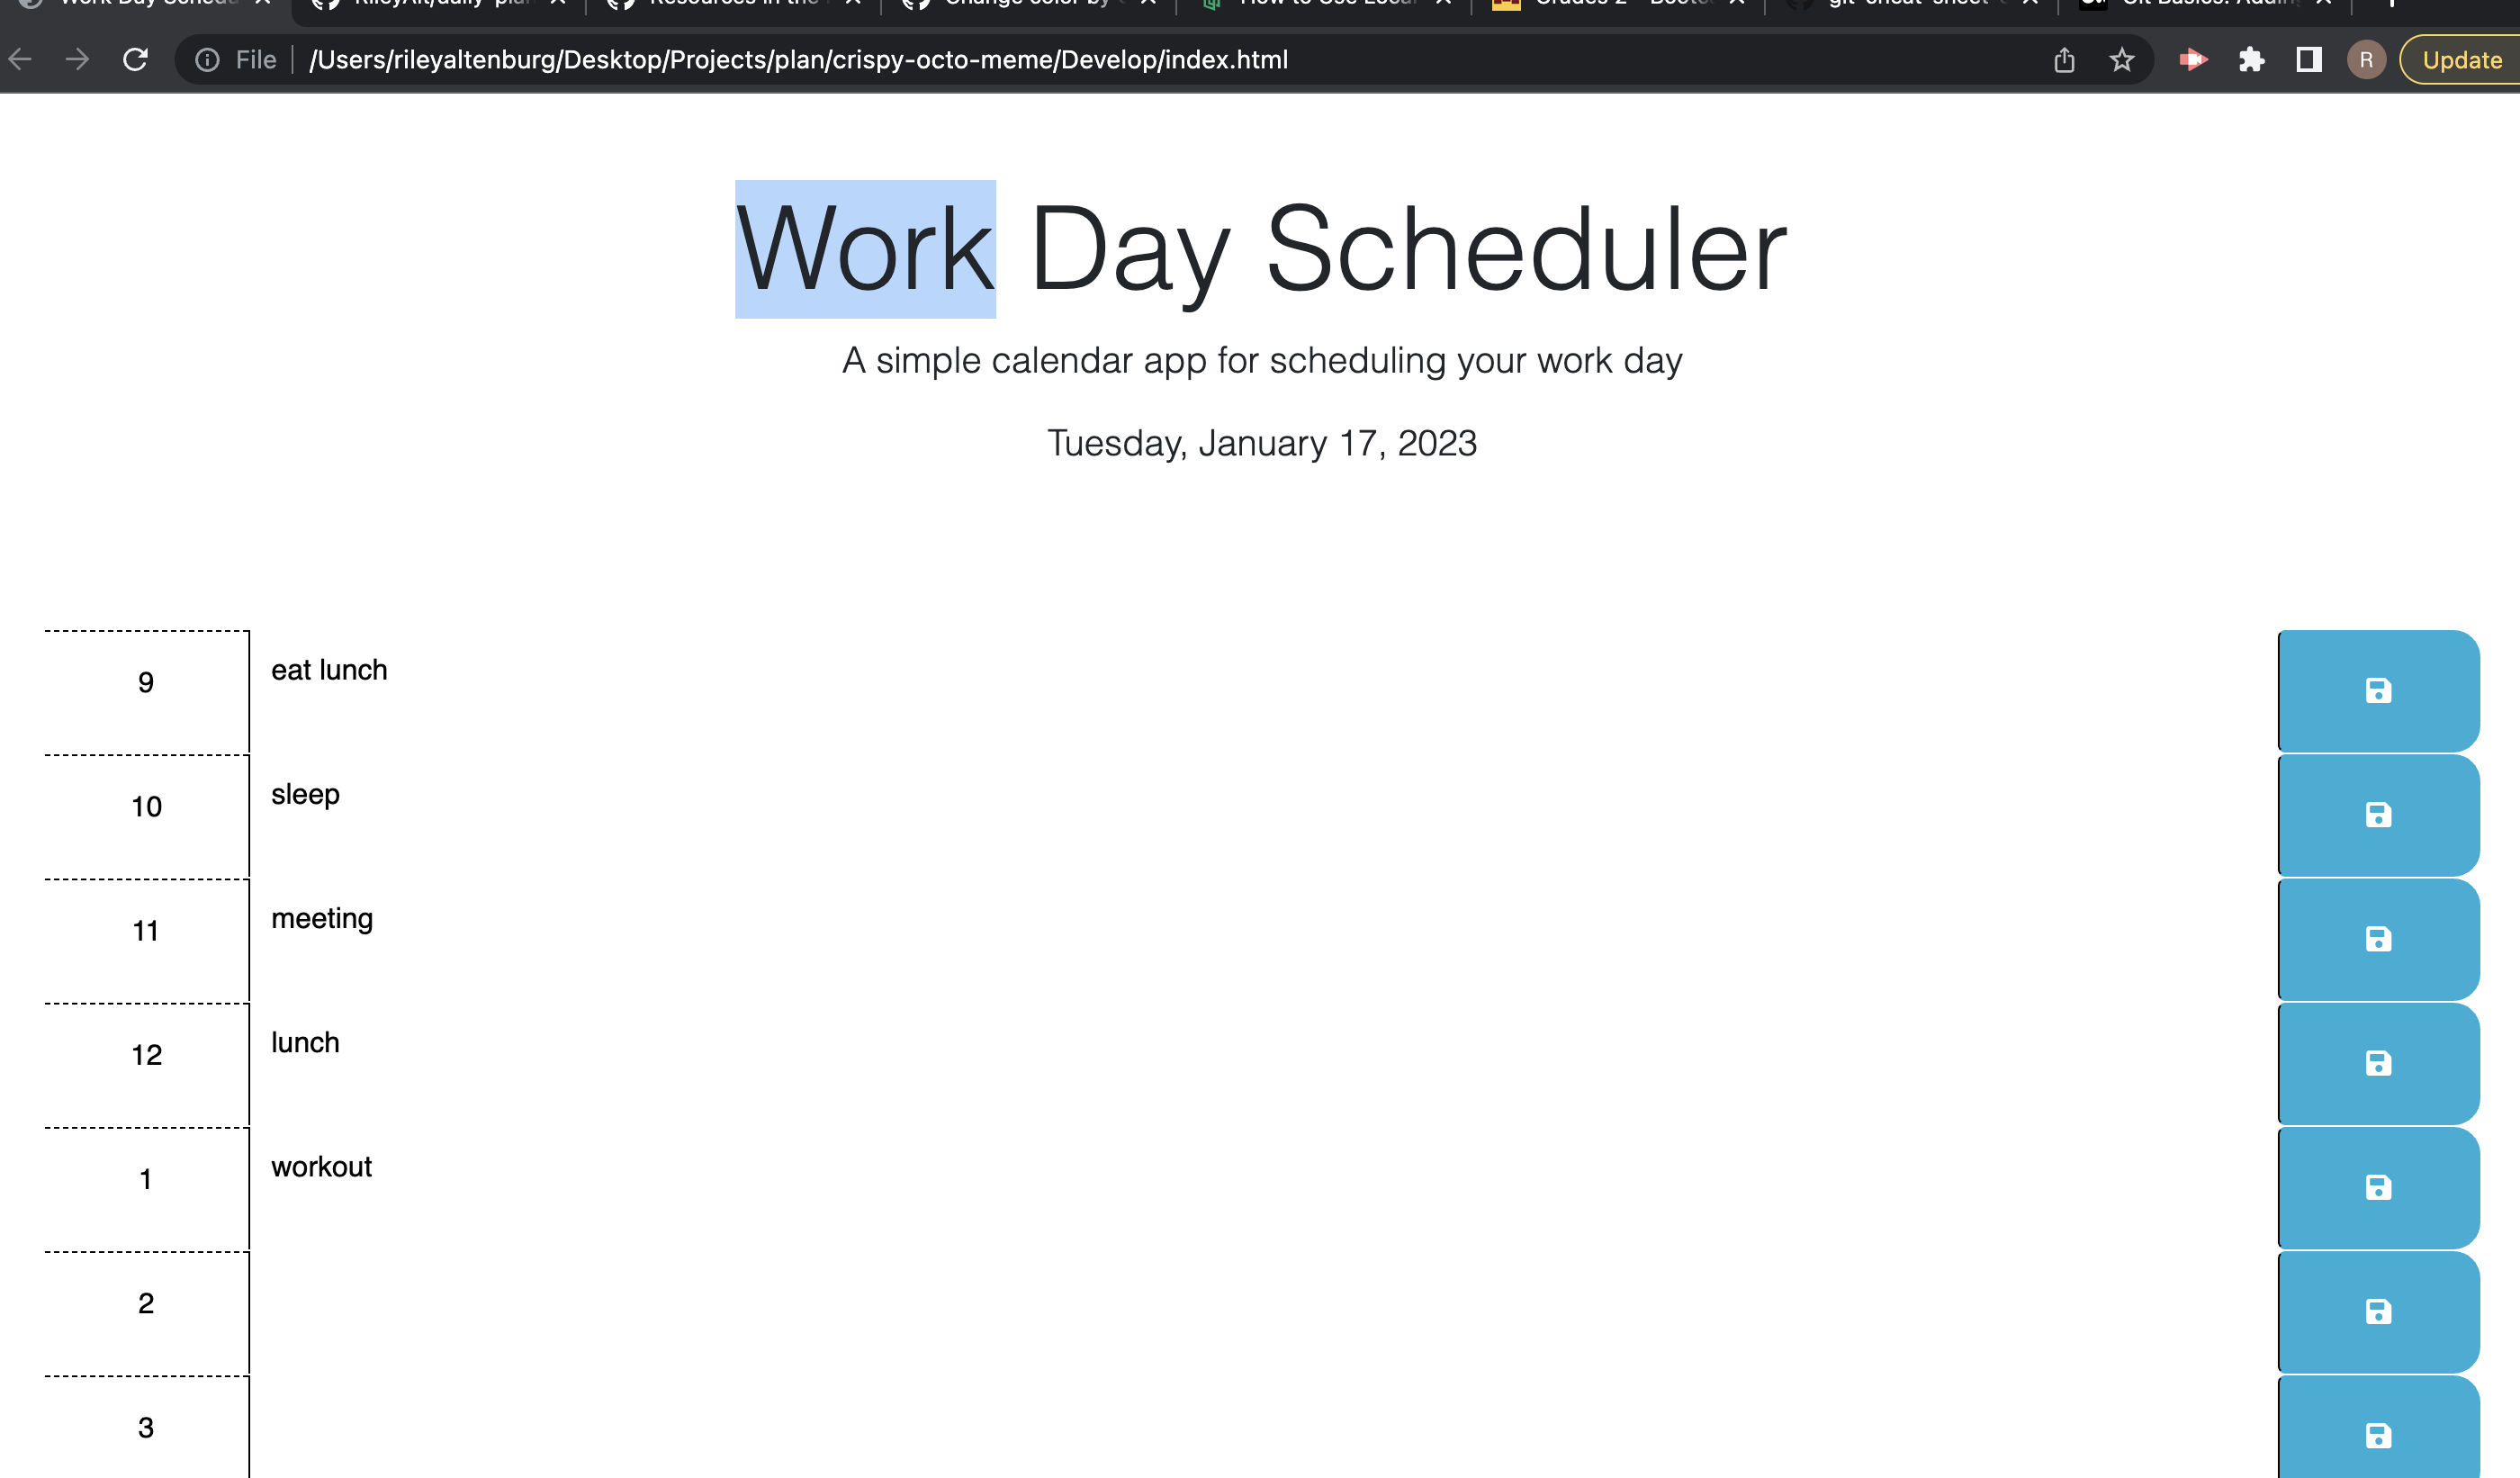 File /Users/rileyaltenburg/Desktop/Projects/plan/crispy-octo-meme/Develop/index.html R Update
Work Day Scheduler
A simple calendar app for scheduling your work day
Tuesday, January 17, 2023
9 eat lunch
10 sleep
11 meeting
12 lunch
1 workout
2
3